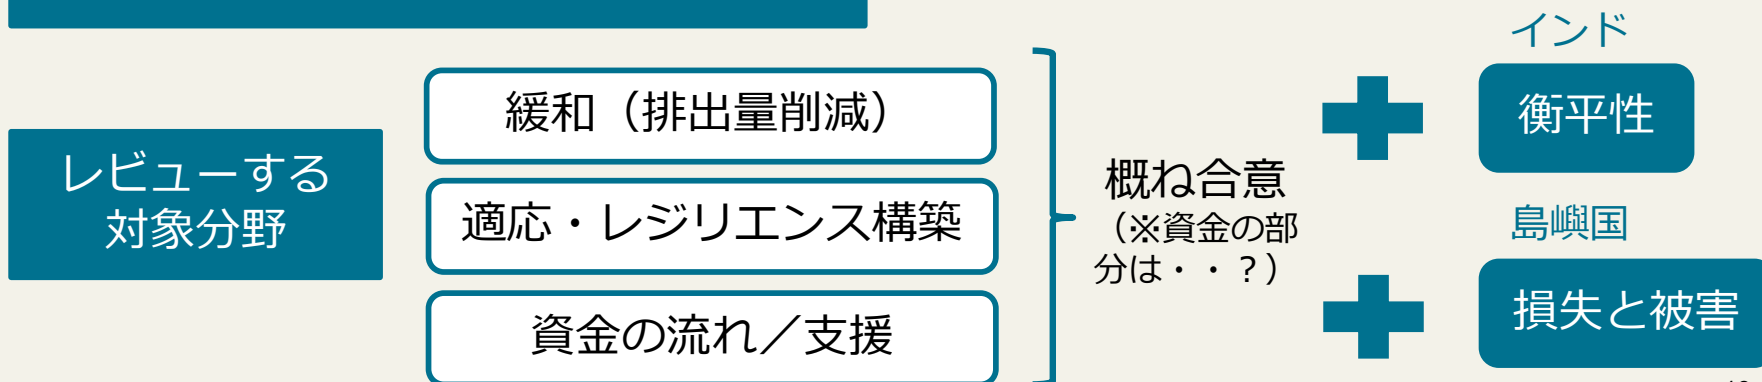 レビューする
対象分野
緩和（排出量削減）
適応・レジリエンス構築
資金の流れ／支援
概ね合意
（※資金の部
分は・・？）
インド
衡平性
島嶼国
損失と被害